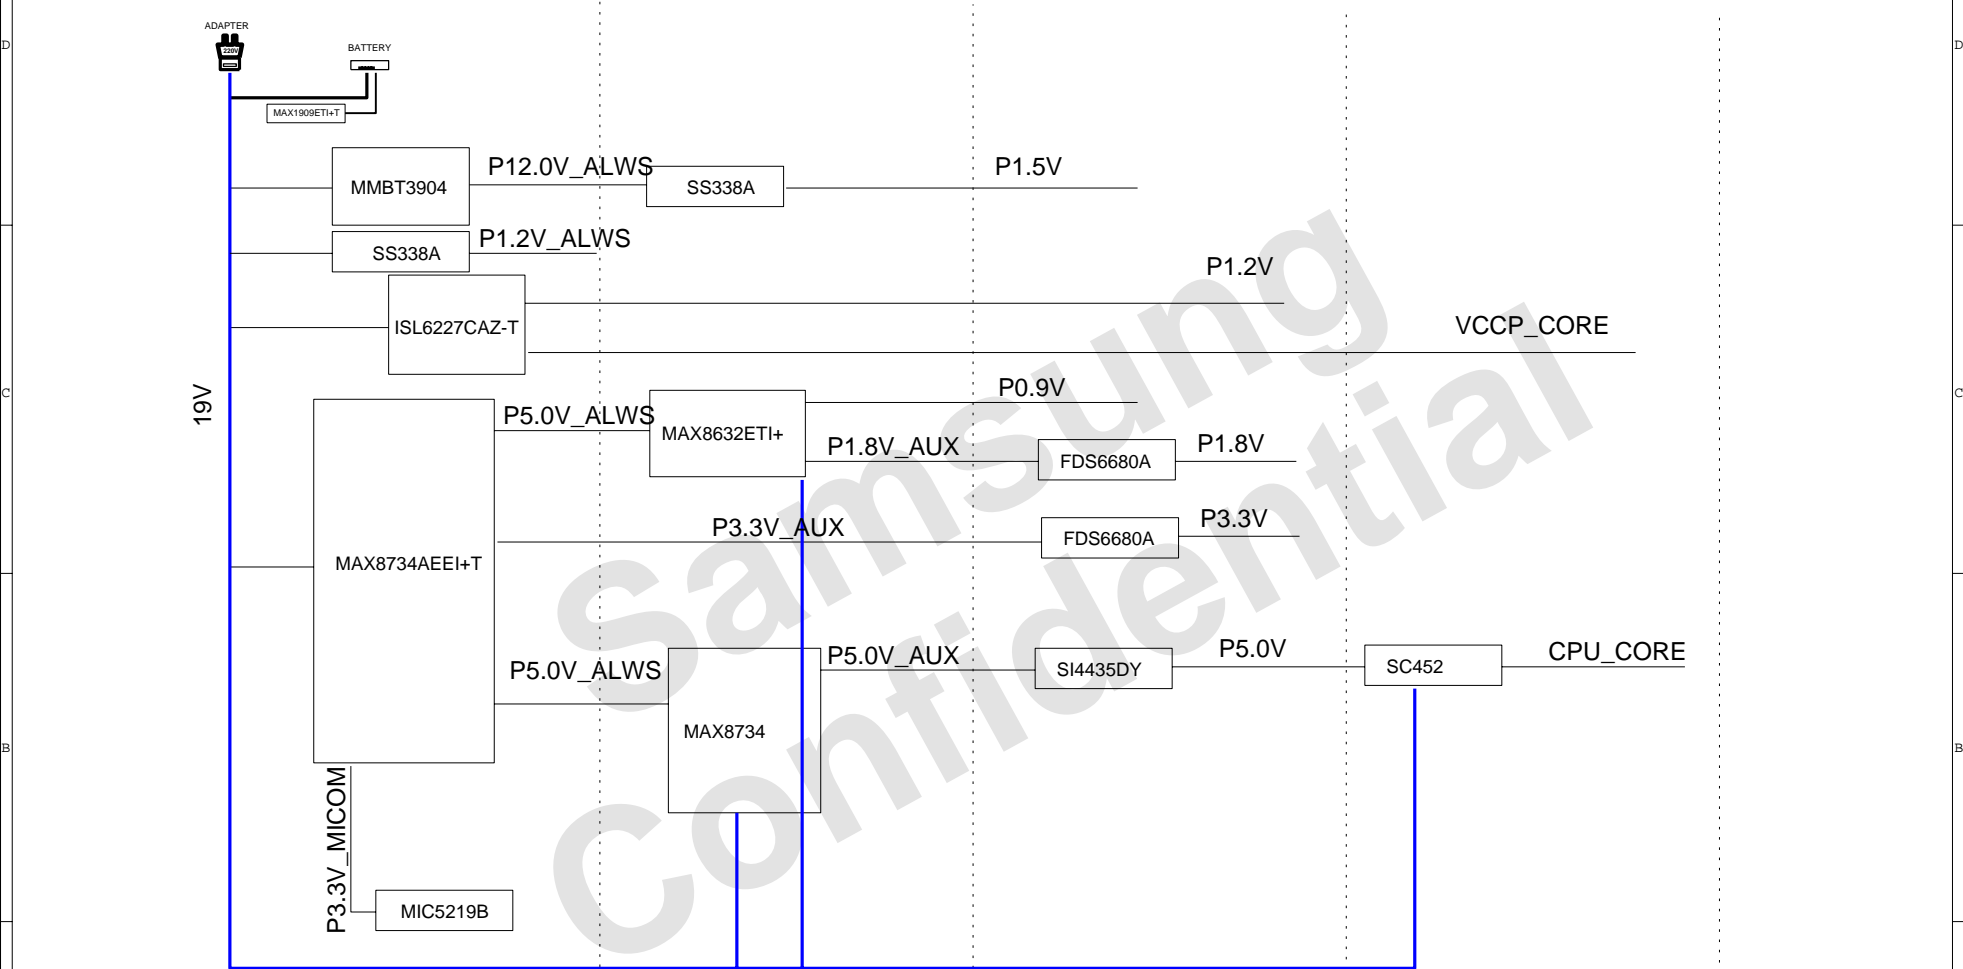 ADAPTER
220V
BATTERY
MAX1909ETI+T
D
D
MMBT3904
P12.0V_ALWS
SS338A
P1.5V
SS338A
P1.2V_ALWS
ISL6227CAZ-T
P1.2V
VCCP_CORE
19V
C
C
MAX8734AEEI+T
P5.0V_ALWS
MAX8632ETI+
P0.9V
P1.8V_AUX
FDS6680A
P1.8V
P3.3V_AUX
FDS6680A
P3.3V
P5.0V_ALWS
MAX8734
P5.0V_AUX
SI4435DY
P5.0V
SC452
CPU_CORE
B
B
P3.3V_MICOM
MIC5219B
Samsung
Confidential